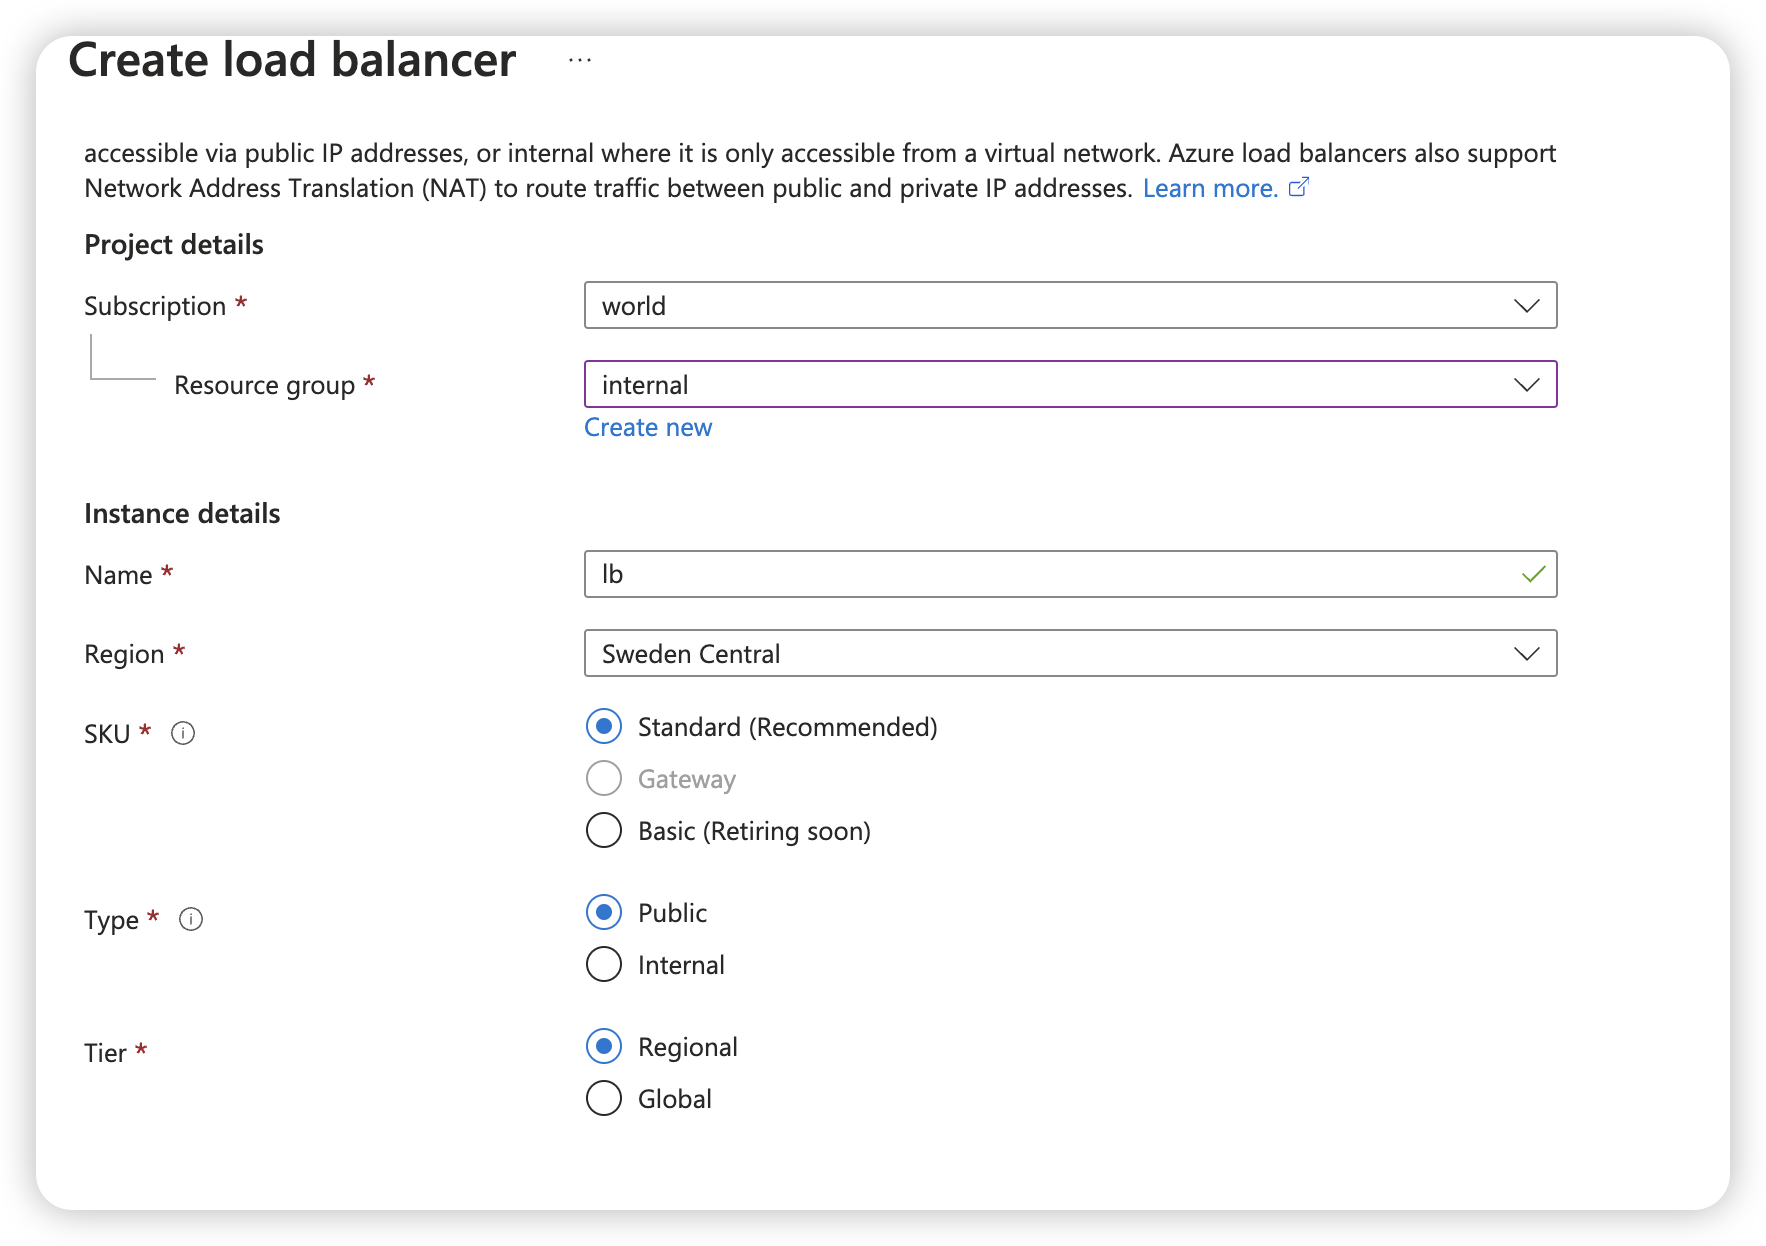 Create load balancer ...
accessible via public IP addresses, or internal where it is only accessible from a virtual network. Azure load balancers also support
Network Address Translation (NAT) to route traffic between public and private IP addresses. Learn more.
Project details
Subscription *
world
Resource group *
internal
Create new
Instance details
Name *
lb
Region *
Sweden Central
SKU *
Standard (Recommended)
Gateway
Basic (Retiring soon)
Type *
Public
Internal
Tier *
Regional
Global